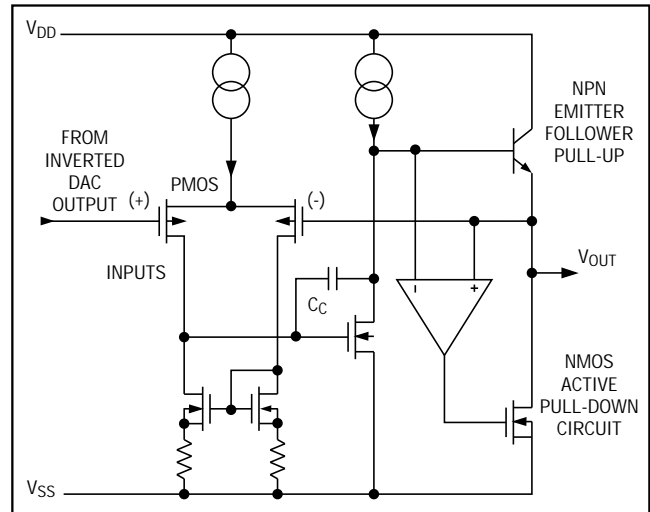 VDD
NPN
EMITTER
FOLLOWER
PULL-UP
FROM
INVERTED
DAC
OUTPUT
(+)
PMOS
(-)
INPUTS
CC
-
+
VOUT
NMOS
ACTIVE
PULL-DOWN
CIRCUIT
VSS